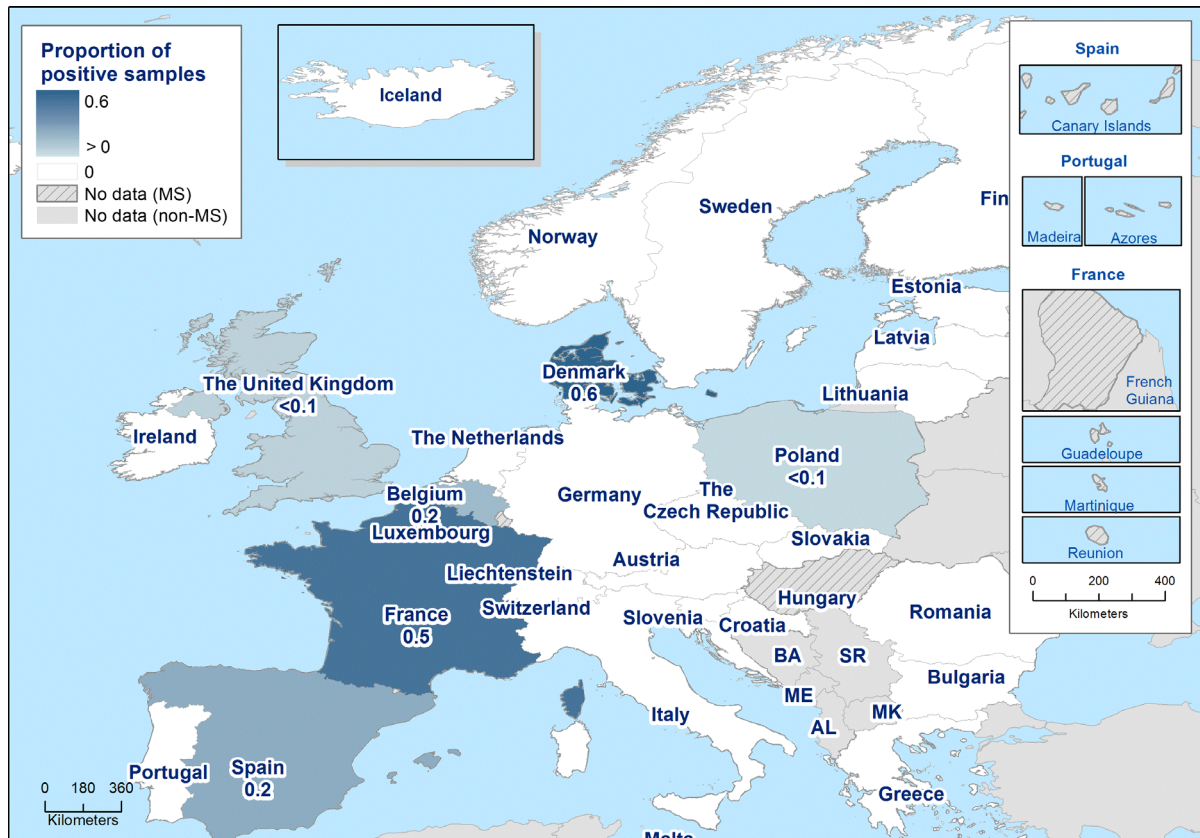 Proportion of
positive samples
0.6
> 0
0
No data (MS)
No data (non-MS)
Iceland
Spain
Canary Islands
Portugal
Madeira
Azores
France
French
Guiana
Guadeloupe
Martinique
Reunion
0 200 400
Kilometers
Norway
Sweden
Fin
Estonia
Latvia
Lithuania
Denmark
0.6
The United Kingdom
<0.1
Ireland
The Netherlands
Belgium
0.2
Luxembourg
Germany
Poland
<0.1
The
Czech Republic
Slovakia
Austria
Liechtenstein
Switzerland
France
0.5
Hungary
Slovenia
Croatia
Romania
BA
SR
Bulgaria
ME
MK
AL
Italy
Portugal
Spain
0.2
Greece
Malta
0 180 360
Kilometers